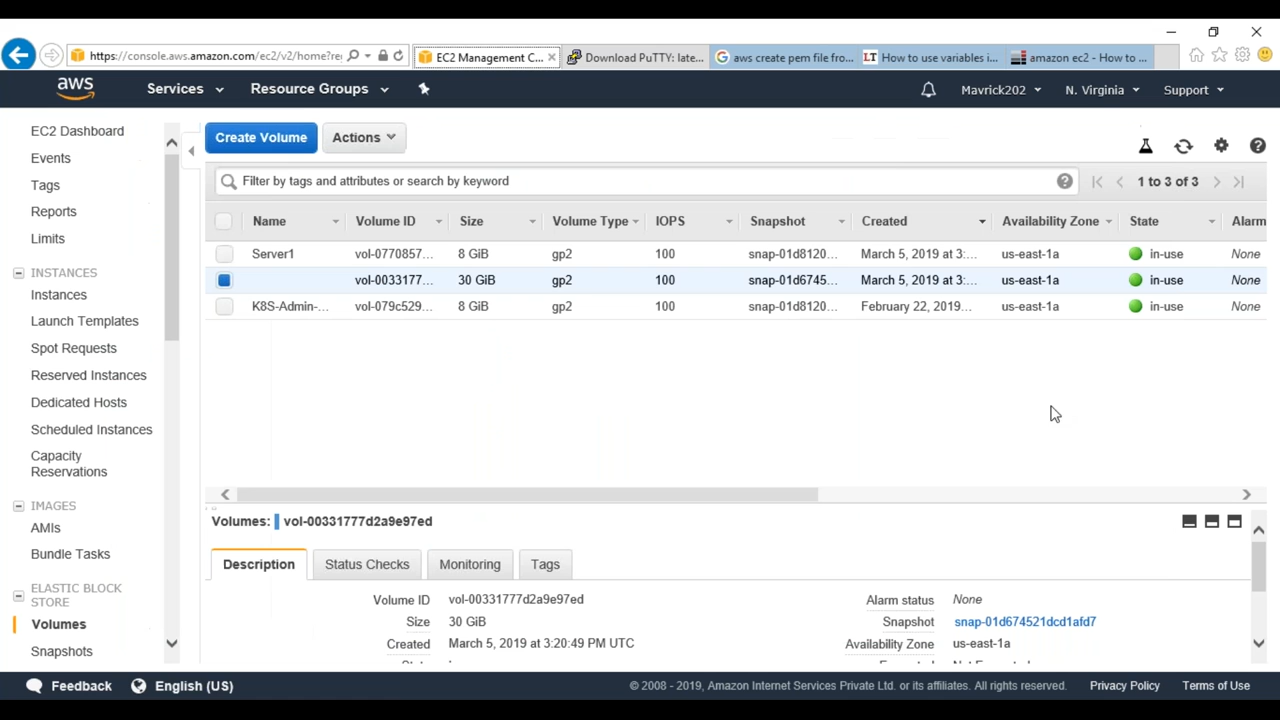 https://console.aws.amazon.com/ec2/v2/home?re
EC2 Management C...
Download PuTTY: late...
aws create pem file fro...
How to use variables i...
amazon ec2 - How to ...
aws
Services
Resource Groups
Mavrick202
N. Virginia
Support
EC2 Dashboard
Events
Tags
Reports
Limits
INSTANCES
Instances
Launch Templates
Spot Requests
Reserved Instances
Dedicated Hosts
Scheduled Instances
Capacity
Reservations
IMAGES
AMIs
Bundle Tasks
ELASTIC BLOCK
STORE
Volumes
Snapshots
Create Volume
Actions
Filter by tags and attributes or search by keyword
1 to 3 of 3
Name Volume ID Size Volume Type IOPS Snapshot Created Availability Zone State Alarm
Server1 vol-0770857... 8 GiB gp2 100 snap-01d8120... March 5, 2019 at 3:... us-east-1a in-use None
vol-0033177... 30 GiB gp2 100 snap-01d6745... March 5, 2019 at 3:... us-east-1a in-use None
K8S-Admin-... vol-079c529... 8 GiB gp2 100 snap-01d8120... February 22, 2019... us-east-1a in-use None
Volumes: vol-00331777d2a9e97ed
Description Status Checks Monitoring Tags
Volume ID vol-00331777d2a9e97ed Alarm status None
Size 30 GiB Snapshot snap-01d674521dcd1afd7
Created March 5, 2019 at 3:20:49 PM UTC Availability Zone us-east-1a
Feedback English (US) © 2008 - 2019, Amazon Internet Services Private Ltd. or its affiliates. All rights reserved. Privacy Policy Terms of Use